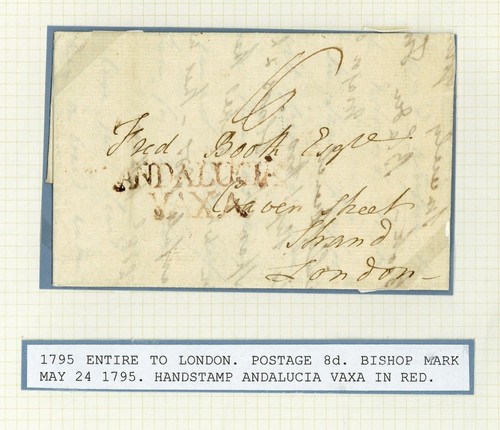 Fred. Booth Esqre
ANDALUCIA
VAXA
Craven Street
Strand
London
1795 ENTIRE TO LONDON. POSTAGE 8d. BISHOP MARK
MAY 24 1795. HANDSTAMP ANDALUCIA VAXA IN RED.